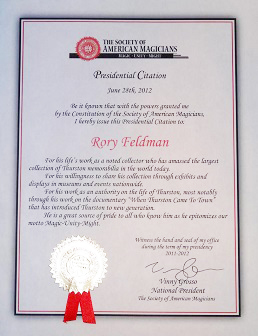 THE SOCIETY OF
AMERICAN MAGICIANS
MAGIC - UNITY - MIGHT
Presidential Citation
June 28th, 2012
Be it known that with the powers granted me
by the Constitution of the Society of American Magicians,
I hereby issue this Presidential Citation to:
Rory Feldman
For his life's work as a noted collector who has amassed the largest
collection of Thurston memorabilia in the world today.
For his willingness to share his collection through exhibits and
displays in museums and events nationwide.
For his work as an authority on the life of Thurston, most notably
through his work on the documentary "When Thurston Came To Town"
that has introduced Thurston to new generation.
He is a great source of pride to all who know him as he epitomizes our
motto Magic-Unity-Might.
Witness the hand and seal of my office
during the term of my presidency
2011-2012
Vinny Grosso
National President
The Society of American Magicians